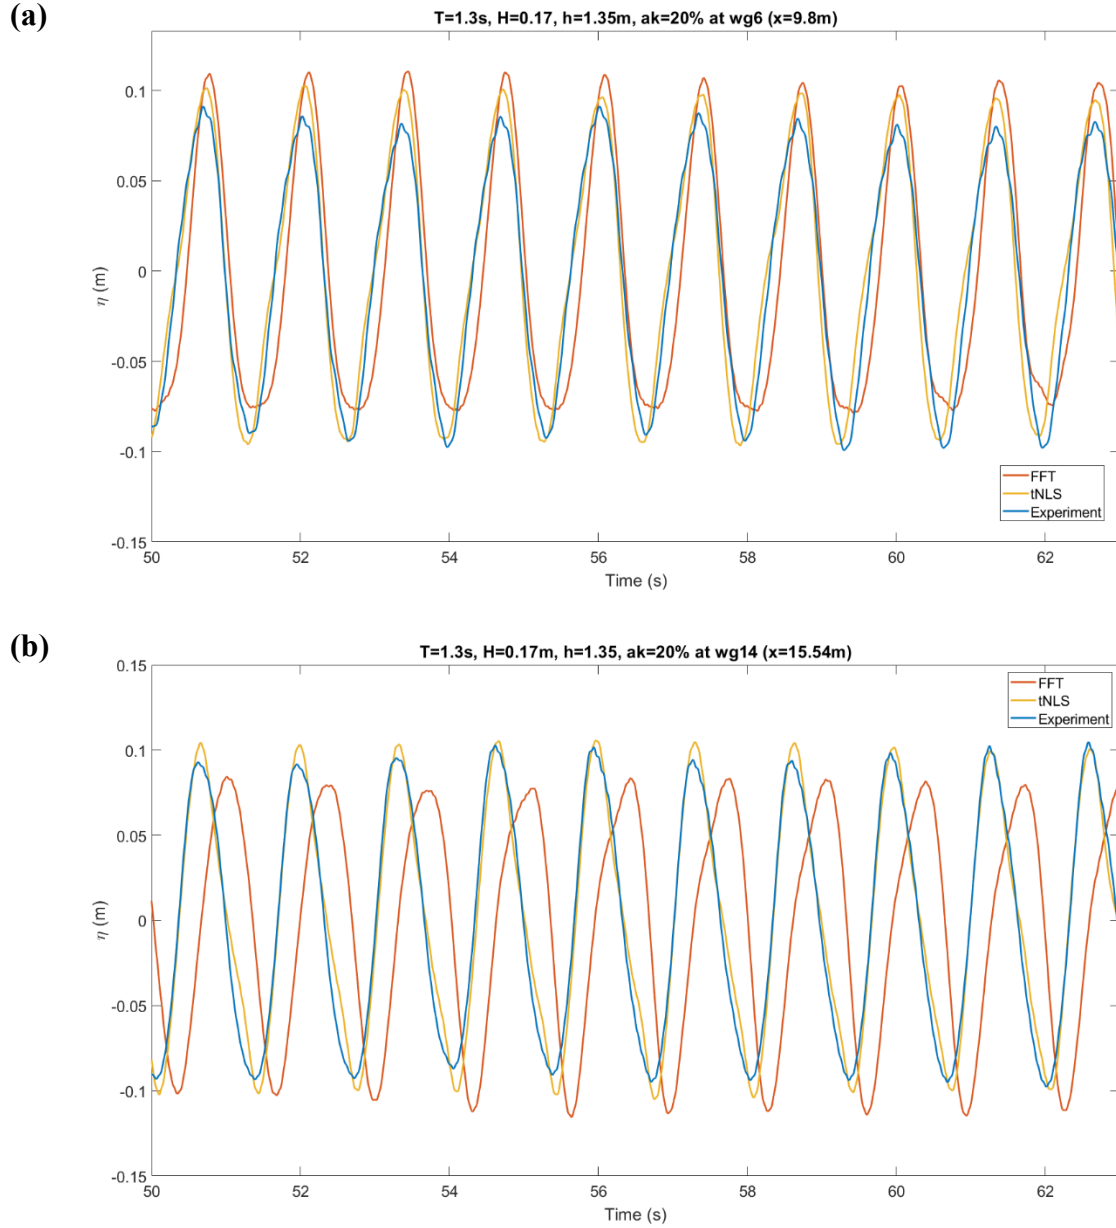 (a)
T=1.3s, H=0.17, h=1.35m, ak=20% at wg6 (x=9.8m)
0.1
0.05
0
-0.05
-0.1
-0.15
η (m)
FFT
tNLS
Experiment
50 52 54 56 58 60 62
Time (s)
(b)
T=1.3s, H=0.17m, h=1.35, ak=20% at wg14 (x=15.54m)
0.15
0.1
0.05
0
-0.05
-0.1
-0.15
η (m)
FFT
tNLS
Experiment
50 52 54 56 58 60 62
Time (s)